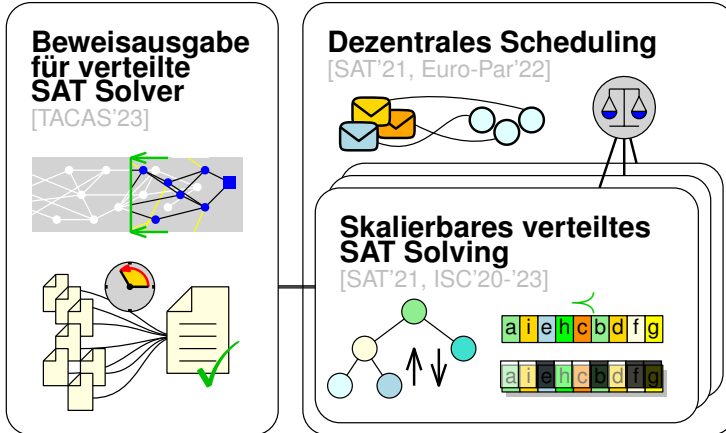 Beweisausgabe
für verteilte
SAT Solver
[TACAS'23]
Dezentrales Scheduling
[SAT'21, Euro-Par'22]
Skalierbares verteiltes
SAT Solving
[SAT'21, ISC'20-'23]
a i e h c b d f g
a i e h c b d f g